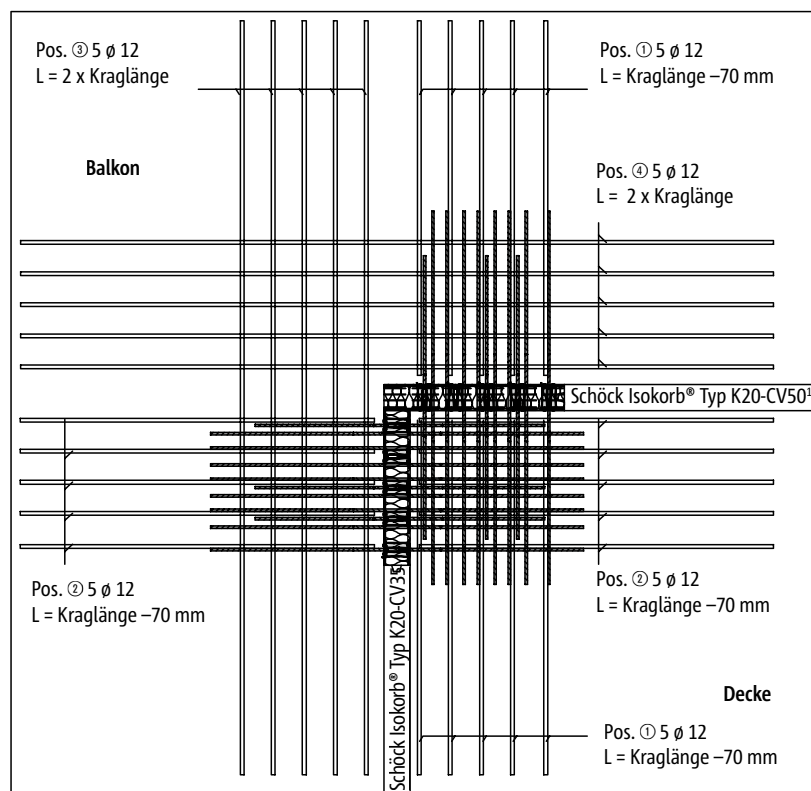 Pos. ③ 5 ø 12
L = 2 x Kraglänge
Pos. ① 5 ø 12
L = Kraglänge –70 mm
Balkon
Pos. ④ 5 ø 12
L =  2 x Kraglänge
Schöck Isokorb® Typ K20-CV50¹
Pos. ② 5 ø 12
L = Kraglänge –70 mm
Schöck Isokorb® Typ K20-CV35
Pos. ② 5 ø 12
L = Kraglänge –70 mm
Decke
Pos. ① 5 ø 12
L = Kraglänge –70 mm